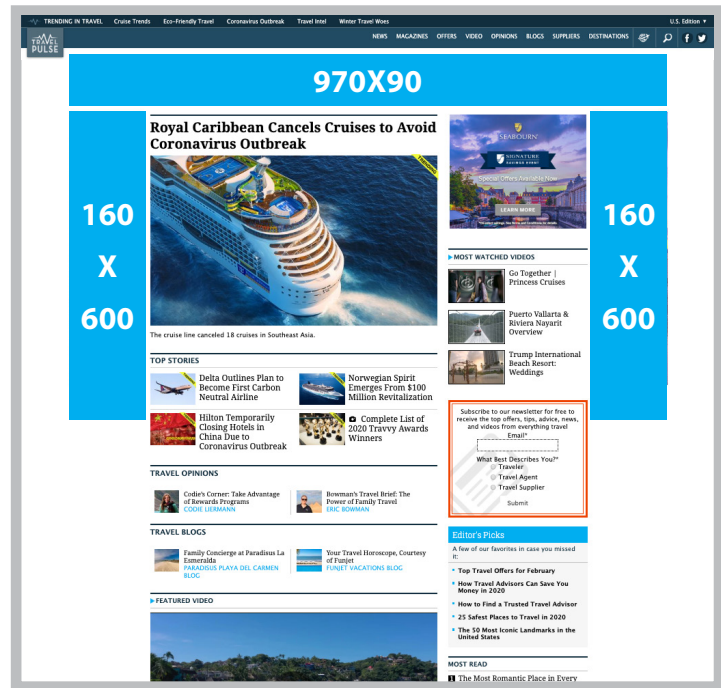 TRENDING IN TRAVEL Cruise Trends Eco-Friendly Travel Coronavirus Outbreak Travel Intel Winter Travel Woes U.S. Edition
TRAVEL
PULSE
NEWS MAGAZINES OFFERS VIDEO OPINIONS BLOGS SUPPLIERS DESTINATIONS
970X90
160
X
600
Royal Caribbean Cancels Cruises to Avoid
Coronavirus Outbreak
The cruise line canceled 18 cruises in Southeast Asia.
TOP STORIES
Delta Outlines Plan to
Become First Carbon
Neutral Airline
Norwegian Spirit
Emerges From $100
Million Revitalization
Hilton Temporarily
Closing Hotels in
China Due to
Coronavirus Outbreak
Complete List of
2020 Travvy Awards
Winners
TRAVEL OPINIONS
Codie's Corner: Take Advantage
of Rewards Programs
CODIE LIERMANN
Bowman's Travel Brief: The
Power of Family Travel
ERIC BOWMAN
TRAVEL BLOGS
Family Concierge at Paradisus La
Esmeralda
PARADISUS PLAYA DEL CARMEN
BLOG
Your Travel Horoscope, Courtesy
of Funjet
FUNJET VACATIONS BLOG
FEATURED VIDEO
SEABOURN
SIGNATURE
SAVINGS EVENT
Special Offers Available Now
LEARN MORE
MOST WATCHED VIDEOS
Go Together |
Princess Cruises
Puerto Vallarta &
Riviera Nayarit
Overview
Trump International
Beach Resort:
Weddings
Subscribe to our newsletter for free to
receive the top offers, tips, advice, news,
and videos from everything travel
Email*
What Best Describes You?*
Traveler
Travel Agent
Travel Supplier
Submit
Editor's Picks
A few of our favorites in case you missed
it:
Top Travel Offers for February
How Travel Advisors Can Save You
Money in 2020
How to Find a Trusted Travel Advisor
25 Safest Places to Travel in 2020
The 50 Most Iconic Landmarks in the
United States
MOST READ
1 The Most Romantic Place in Every
160
X
600